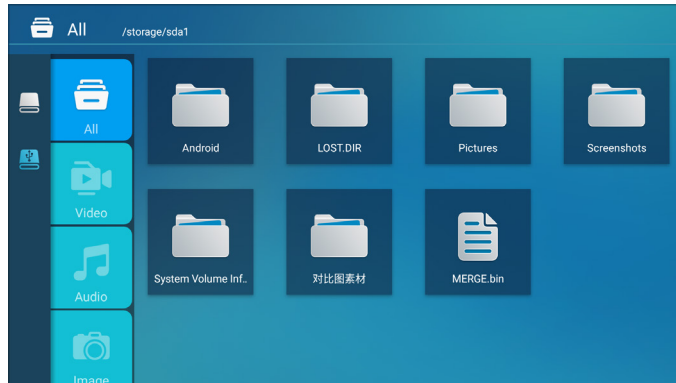 All /storage/sda1
All
Android
LOST.DIR
Pictures
Screenshots
Video
System Volume Inf..
对比图素材
MERGE.bin
Audio
Image